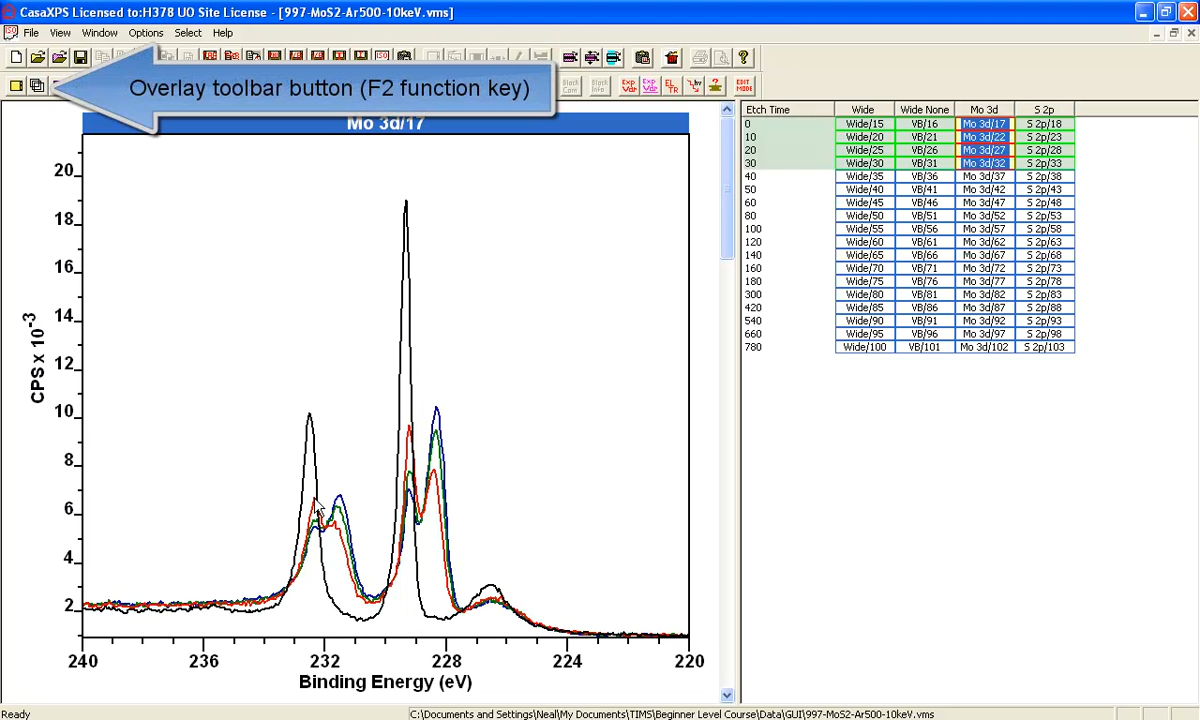 CasaXPS Licensed to:H378 UO Site License - [997-MoS2-Ar500-10keV.vms]
File View Window Options Select Help
Overlay toolbar button (F2 function key)
Exp Var Exp Var EL TR hv EDIT MODE
Mo 3d/17
20
18
16
14
12
10
8
6
4
2
CPS x 10-3
240 236 232 228 224 220
Binding Energy (eV)
Etch Time Wide Wide None Mo 3d S 2p
0 Wide/15 VB/16 Mo 3d/17 S 2p/18
10 Wide/20 VB/21 Mo 3d/22 S 2p/23
20 Wide/25 VB/26 Mo 3d/27 S 2p/28
30 Wide/30 VB/31 Mo 3d/32 S 2p/33
40 Wide/35 VB/36 Mo 3d/37 S 2p/38
50 Wide/40 VB/41 Mo 3d/42 S 2p/43
60 Wide/45 VB/46 Mo 3d/47 S 2p/48
80 Wide/50 VB/51 Mo 3d/52 S 2p/53
100 Wide/55 VB/56 Mo 3d/57 S 2p/58
120 Wide/60 VB/61 Mo 3d/62 S 2p/63
140 Wide/65 VB/66 Mo 3d/67 S 2p/68
160 Wide/70 VB/71 Mo 3d/72 S 2p/73
180 Wide/75 VB/76 Mo 3d/77 S 2p/78
300 Wide/80 VB/81 Mo 3d/82 S 2p/83
420 Wide/85 VB/86 Mo 3d/87 S 2p/88
540 Wide/90 VB/91 Mo 3d/92 S 2p/93
660 Wide/95 VB/96 Mo 3d/97 S 2p/98
780 Wide/100 VB/101 Mo 3d/102 S 2p/103
Ready C:\Documents and Settings\Neal\My Documents\TIMS\Beginner Level Course\Data\GUI\997-MoS2-Ar500-10keV.vms